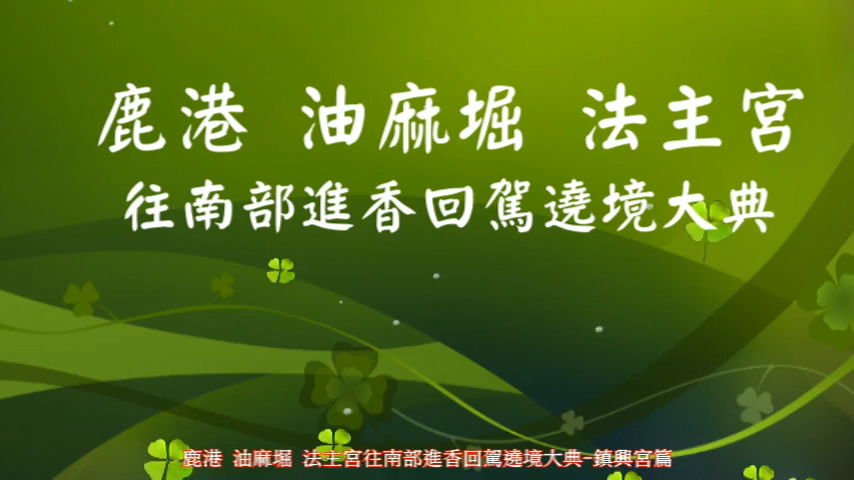 鹿港 油麻堀 法主宮
往南部進香回駕遶境大典
鹿港 油麻堀 法主宮往南部進香回駕遶境大典-鎮興宮篇